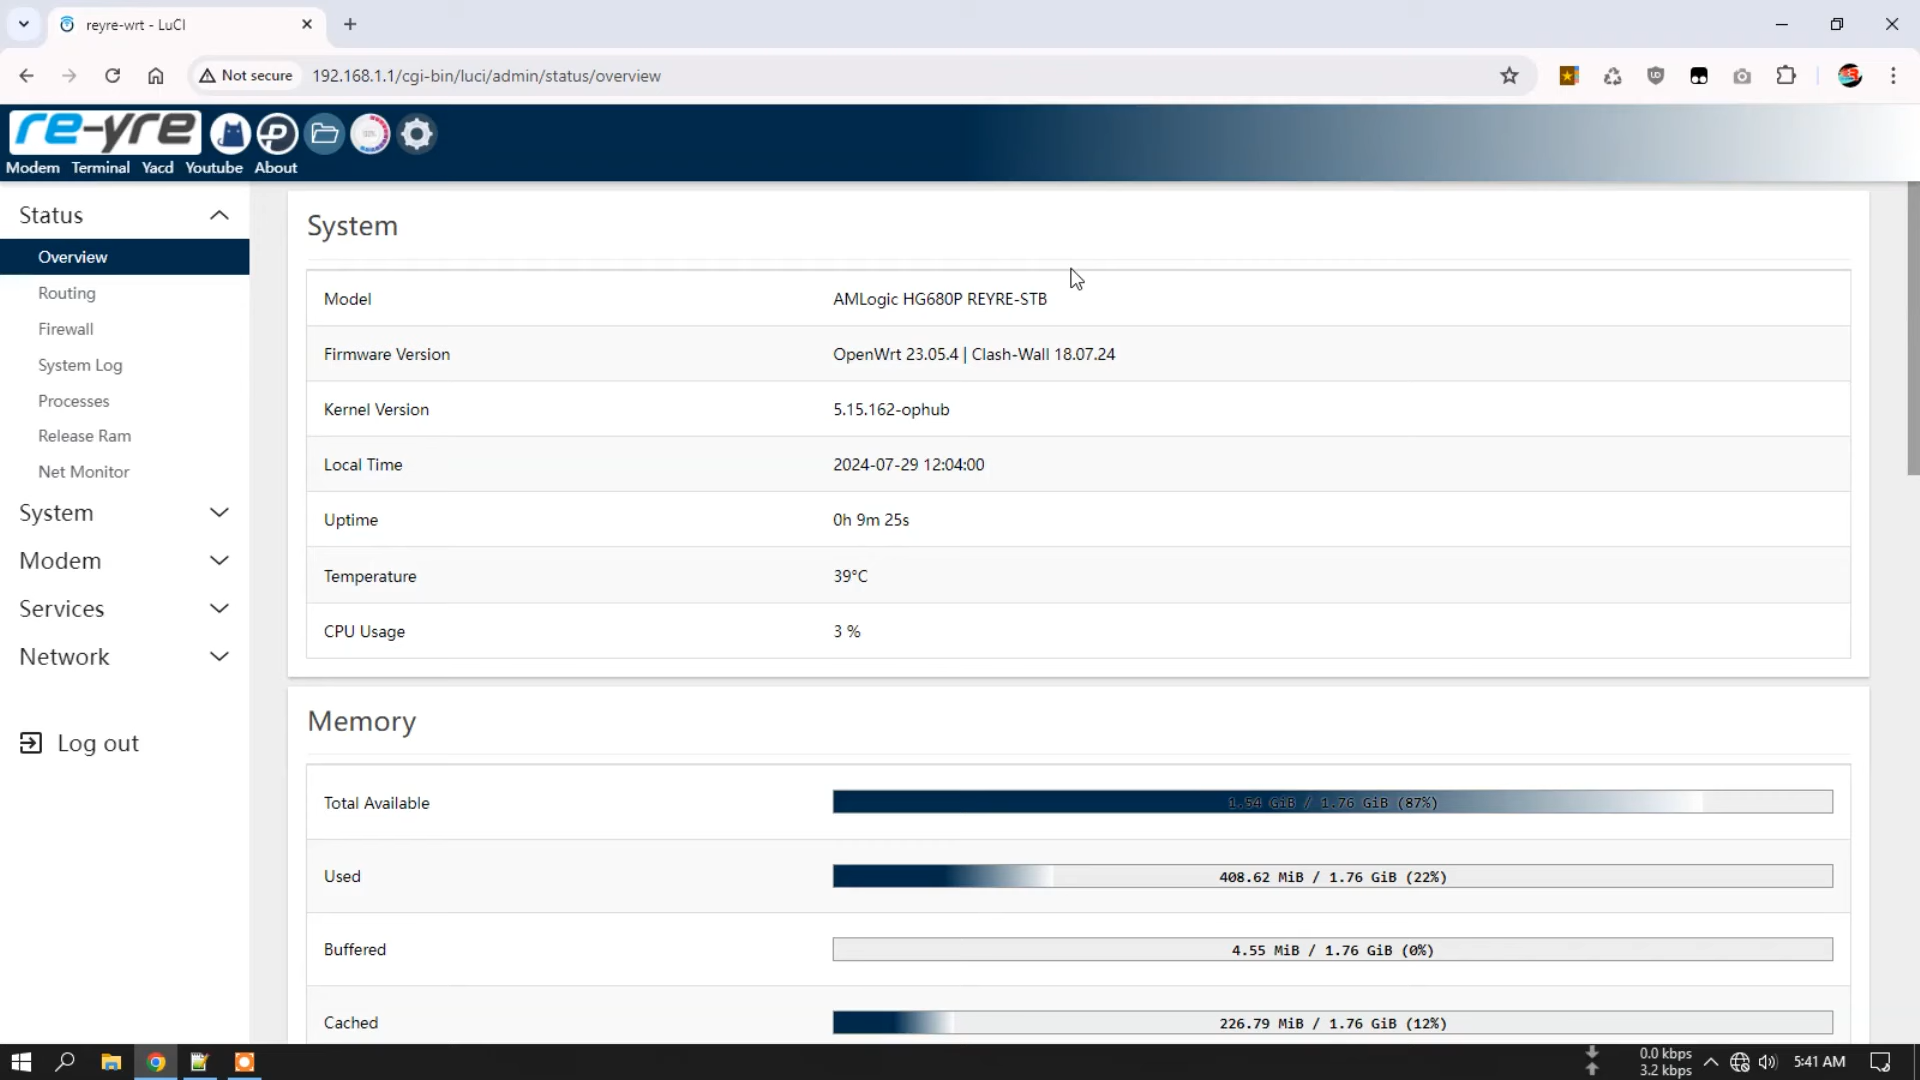 reyre-wrt - LuCI
Not secure
192.168.1.1/cgi-bin/luci/admin/status/overview
re-yre
Modem Terminal Yacd Youtube About
Status
Overview
Routing
Firewall
System Log
Processes
Release Ram
Net Monitor
System
Modem
Services
Network
Log out
System
Model AMLogic HG680P REYRE-STB
Firmware Version OpenWrt 23.05.4 | Clash-Wall 18.07.24
Kernel Version 5.15.162-ophub
Local Time 2024-07-29 12:04:00
Uptime 0h 9m 25s
Temperature 39°C
CPU Usage 3 %
Memory
Total Available 1.54 GiB / 1.76 GiB (87%)
Used 408.62 MiB / 1.76 GiB (22%)
Buffered 4.55 MiB / 1.76 GiB (0%)
Cached 226.79 MiB / 1.76 GiB (12%)
0.0 kbps
3.2 kbps
5:41 AM